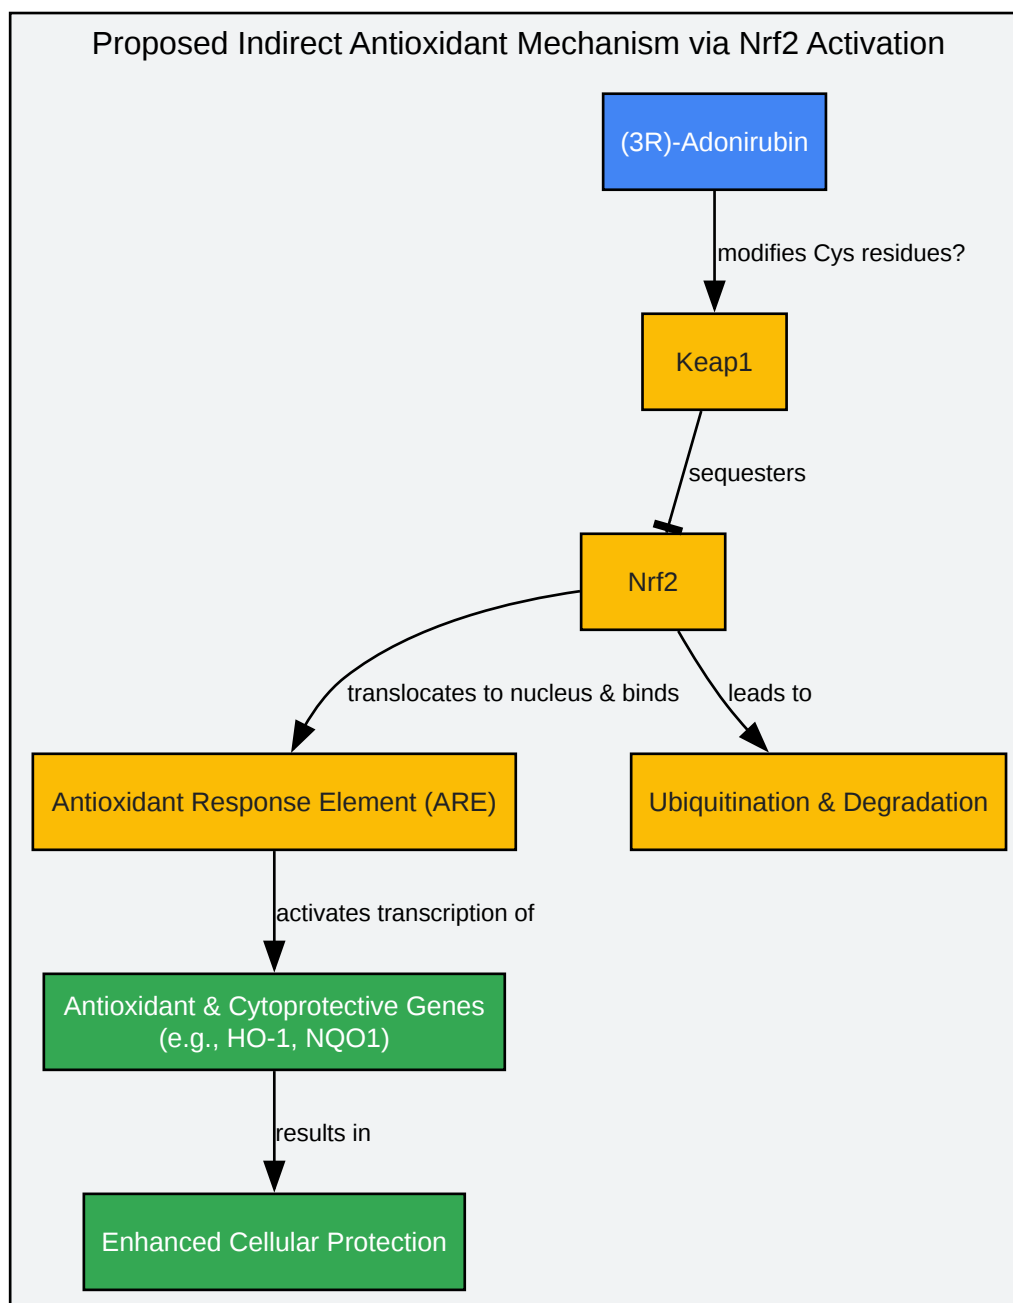 Proposed Indirect Antioxidant Mechanism via Nrf2 Activation
(3R)-Adonirubin
modifies Cys residues?
Keap1
sequesters
Nrf2
translocates to nucleus & binds
leads to
Antioxidant Response Element (ARE)
Ubiquitination & Degradation
activates transcription of
Antioxidant & Cytoprotective Genes
(e.g., HO-1, NQO1)
results in
Enhanced Cellular Protection